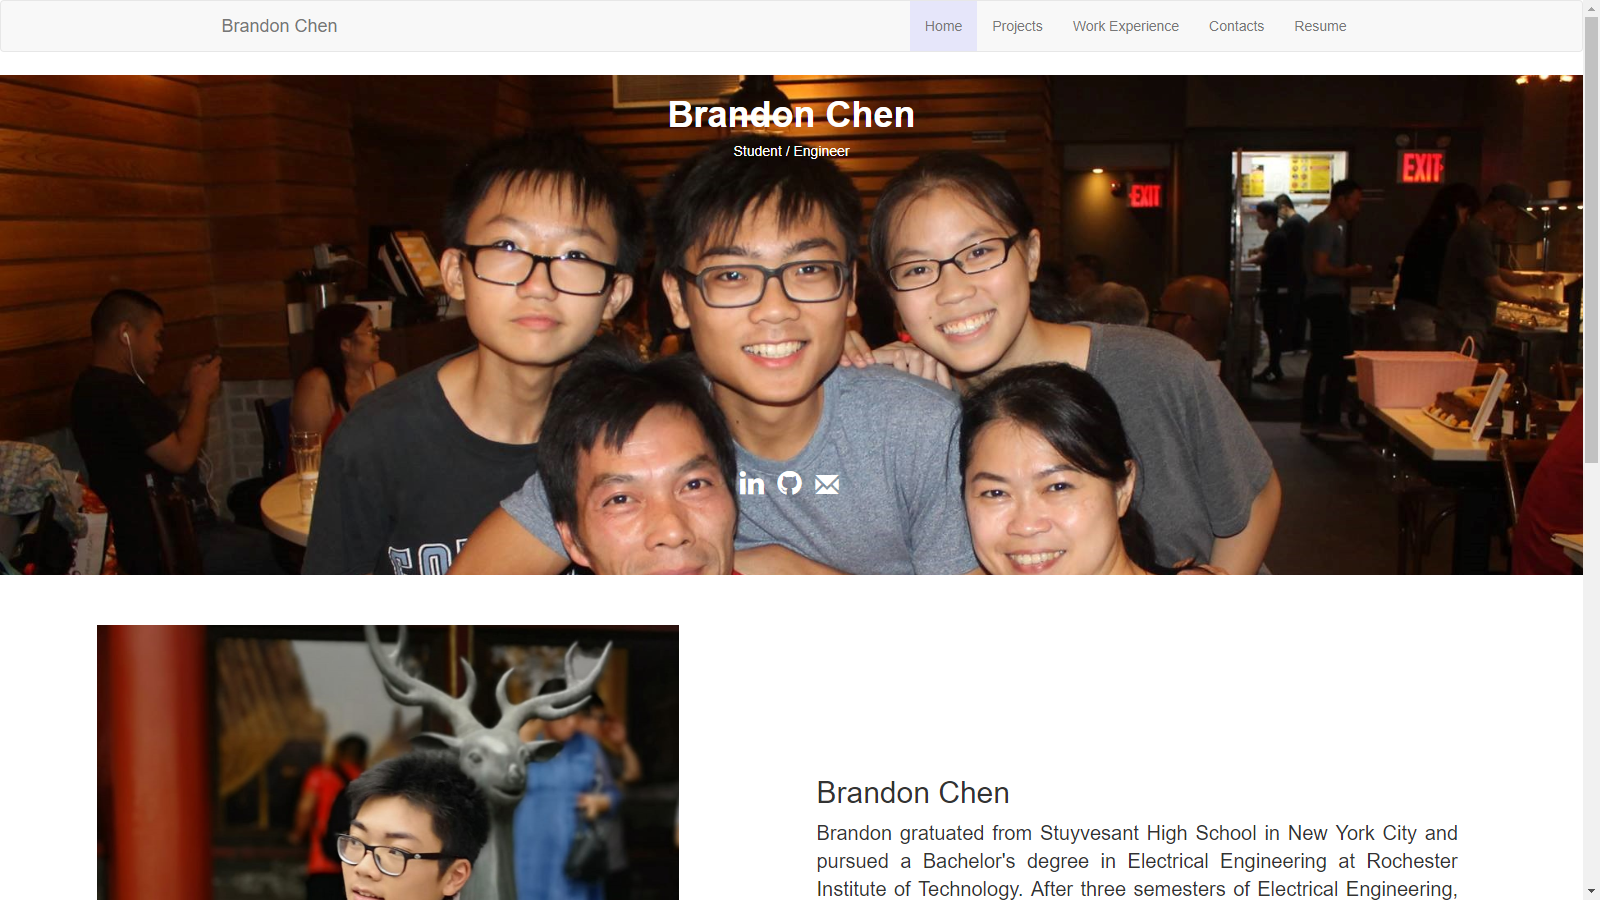 Brandon Chen
Home Projects Work Experience Contacts Resume
Brandon Chen
Student / Engineer
EXIT
EXIT
Brandon Chen
Brandon gratuated from Stuyvesant High School in New York City and
pursued a Bachelor's degree in Electrical Engineering at Rochester
Institute of Technology. After three semesters of Electrical Engineering,